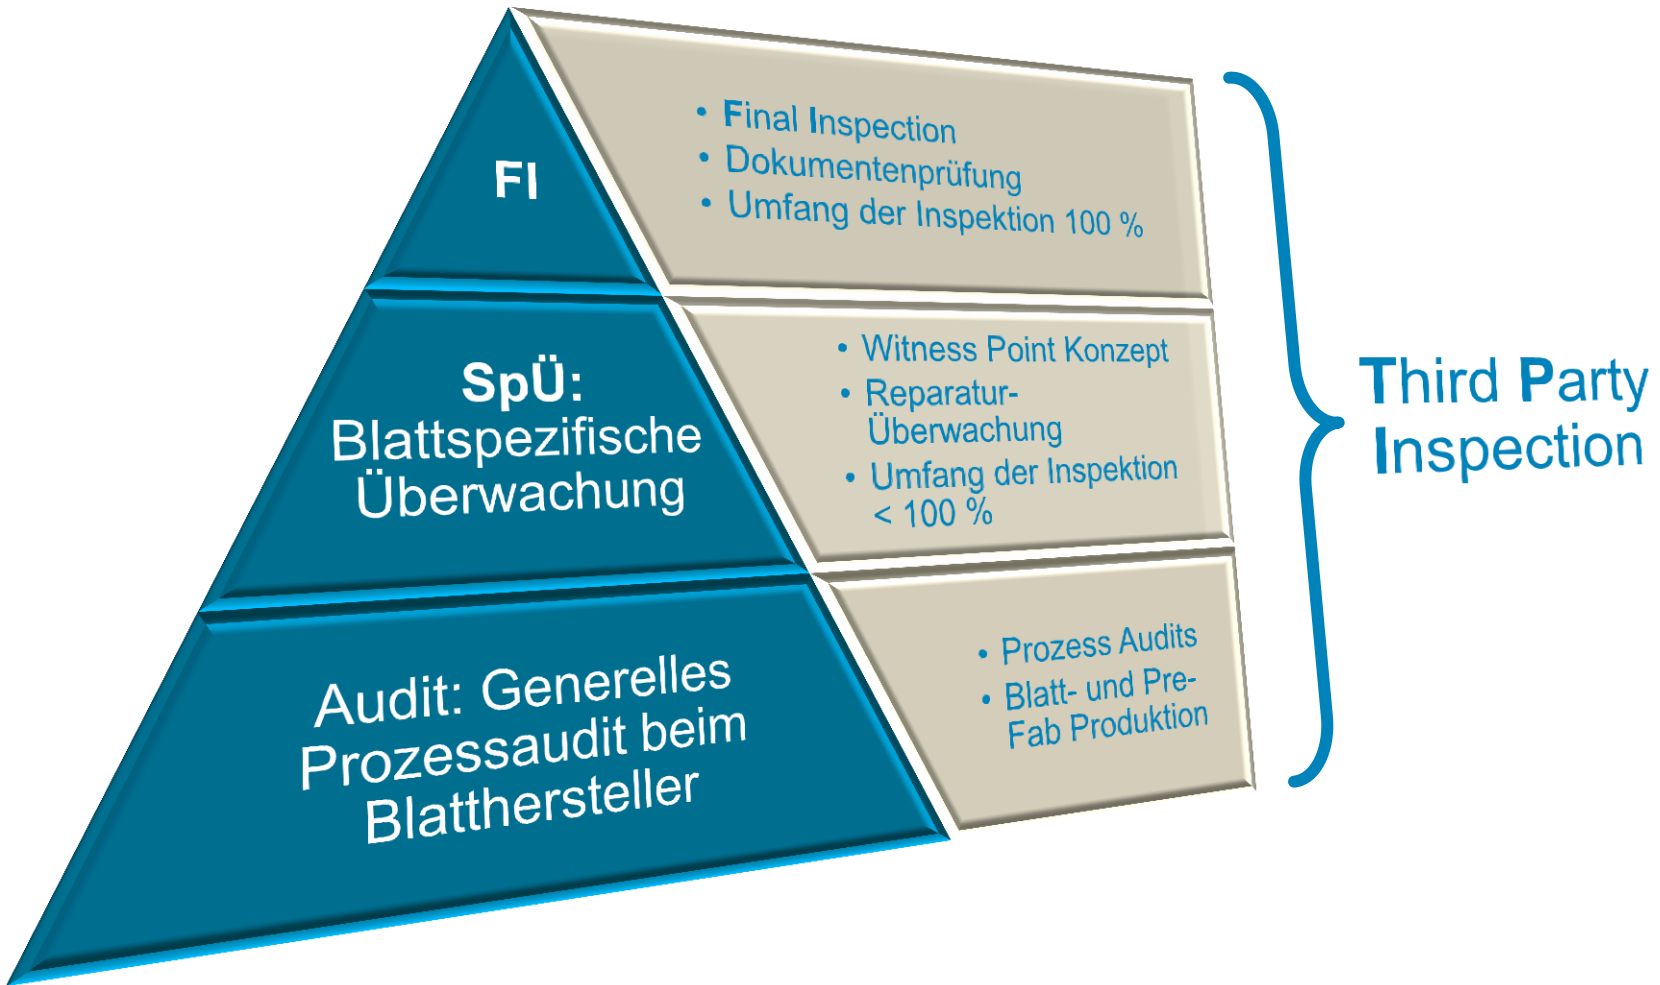 FI
• Final Inspection
• Dokumentenprüfung
• Umfang der Inspektion 100 %
SpÜ:
Blattspezifische
Überwachung
• Witness Point Konzept
• Reparatur-
Überwachung
• Umfang der Inspektion
< 100 %
Audit: Generelles
Prozessaudit beim
Blatthersteller
• Prozess Audits
• Blatt- und Pre-
Fab Produktion
Third Party
Inspection